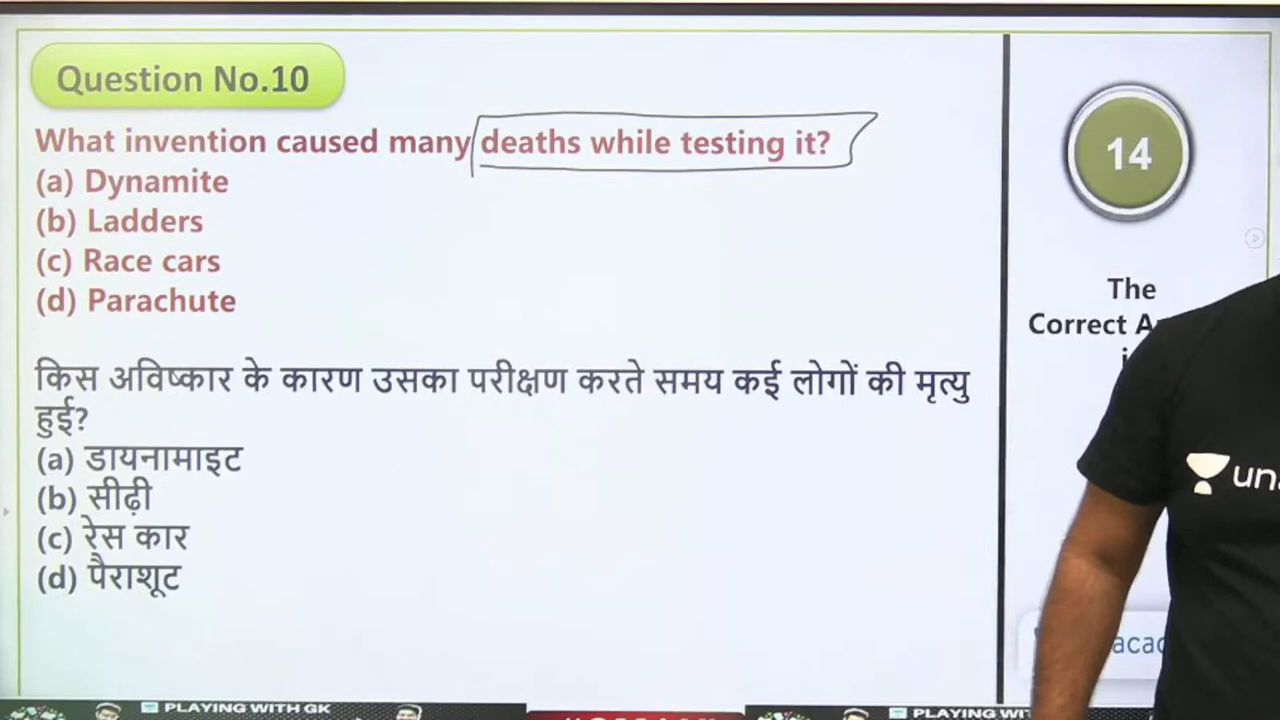 Question No.10
What invention caused many deaths while testing it?
(a) Dynamite
(b) Ladders
(c) Race cars
(d) Parachute
किस अविष्कार के कारण उसका परीक्षण करते समय कई लोगों की मृत्यु
हुई?
(a) डायनामाइट
(b) सीढ़ी
(c) रेस कार
(d) पैराशूट
14
The
Correct
PLAYING WITH GK
PLAYING